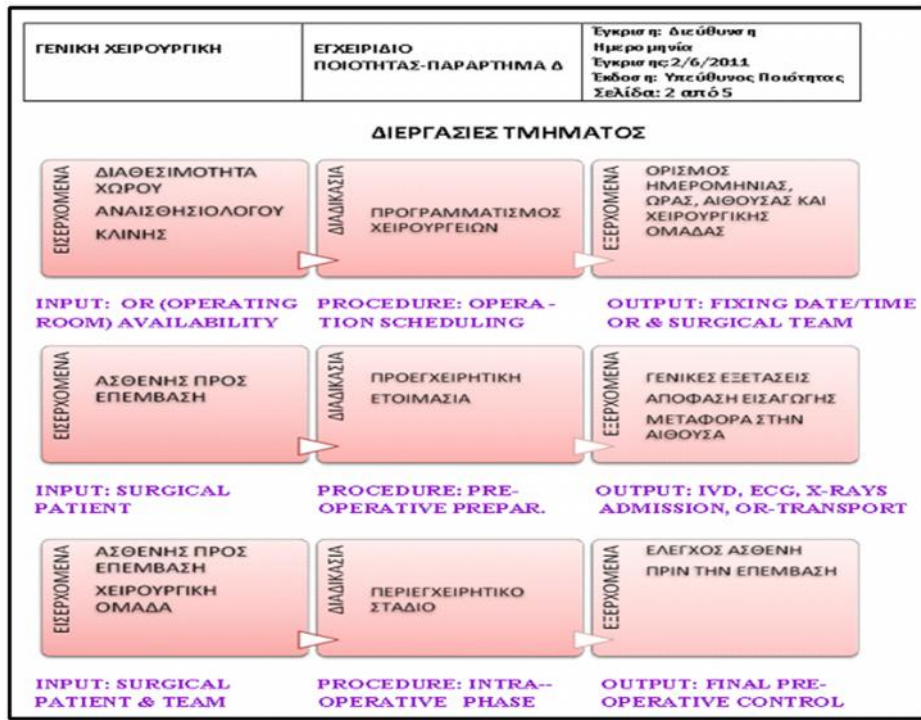 ΓΕΝΙΚΗ ΧΕΙΡΟΥΡΓΙΚΗ
ΕΓΧΕΙΡΙΔΙΟ
ΠΟΙΟΤΗΤΑΣ-ΠΑΡΑΡΤΗΜΑ Δ
Έγκριση: Διεύθυνση
Ημερομηνία
Έγκρισης:2/6/2011
Έκδοση: Υπεύθυνος Ποιότητας
Σελίδα: 2 από 5
ΔΙΕΡΓΑΣΙΕΣ ΤΜΗΜΑΤΟΣ
ΕΙΣΕΡΧΟΜΕΝΑ
ΔΙΑΘΕΣΙΜΟΤΗΤΑ
ΧΩΡΟΥ
ΑΝΑΙΣΘΗΣΙΟΛΟΓΟΥ
ΚΛΙΝΗΣ
ΔΙΑΔΙΚΑΣΙΑ
ΠΡΟΓΡΑΜΜΑΤΙΣΜΟΣ
ΧΕΙΡΟΥΡΓΕΙΩΝ
ΕΞΕΡΧΟΜΕΝΑ
ΟΡΙΣΜΟΣ
ΗΜΕΡΟΜΗΝΙΑΣ,
ΩΡΑΣ, ΑΙΘΟΥΣΑΣ ΚΑΙ
ΧΕΙΡΟΥΡΓΙΚΗΣ
ΟΜΑΔΑΣ
INPUT: OR (OPERATING
ROOM) AVAILABILITY
PROCEDURE: OPERA -
TION SCHEDULING
OUTPUT: FIXING DATE/TIME
OR & SURGICAL TEAM
ΕΙΣΕΡΧΟΜΕΝΑ
ΑΣΘΕΝΗΣ ΠΡΟΣ
ΕΠΕΜΒΑΣΗ
ΔΙΑΔΙΚΑΣΙΑ
ΠΡΟΕΓΧΕΙΡΗΤΙΚΗ
ΕΤΟΙΜΑΣΙΑ
ΕΞΕΡΧΟΜΕΝΑ
ΓΕΝΙΚΕΣ ΕΞΕΤΑΣΕΙΣ
ΑΠΟΦΑΣΗ ΕΙΣΑΓΩΓΗΣ
ΜΕΤΑΦΟΡΑ ΣΤΗΝ
ΑΙΘΟΥΣΑ
INPUT: SURGICAL
PATIENT
PROCEDURE: PRE-
OPERATIVE PREPAR.
OUTPUT: IVD, ECG, X-RAYS
ADMISSION, OR-TRANSPORT
ΕΙΣΕΡΧΟΜΕΝΑ
ΑΣΘΕΝΗΣ ΠΡΟΣ
ΕΠΕΜΒΑΣΗ
ΧΕΙΡΟΥΡΓΙΚΗ
ΟΜΑΔΑ
ΔΙΑΔΙΚΑΣΙΑ
ΠΕΡΙΕΓΧΕΙΡΗΤΙΚΟ
ΣΤΑΔΙΟ
ΕΞΕΡΧΟΜΕΝΑ
ΕΛΕΓΧΟΣ ΑΣΘΕΝΗ
ΠΡΙΝ ΤΗΝ ΕΠΕΜΒΑΣΗ
INPUT: SURGICAL
PATIENT & TEAM
PROCEDURE: INTRA--
OPERATIVE PHASE
OUTPUT: FINAL PRE-
OPERATIVE CONTROL